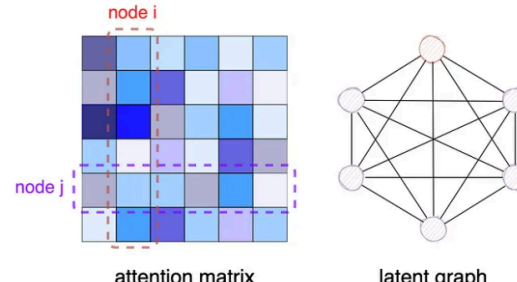 node i
node j
attention matrix
latent graph